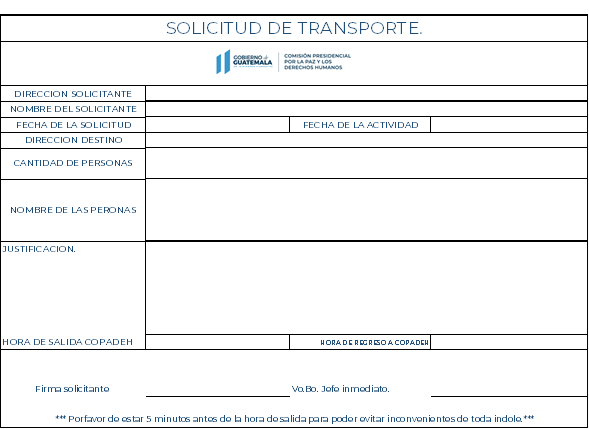 SOLICITUD DE TRANSPORTE.
GOBIERNO de
GUATEMALA
COMISIÓN PRESIDENCIAL
POR LA PAZ Y LOS
DERECHOS HUMANOS
DIRECCION SOLICITANTE
NOMBRE DEL SOLICITANTE
FECHA DE LA SOLICITUD FECHA DE LA ACTIVIDAD
DIRECCION DESTINO
CANTIDAD DE PERSONAS
NOMBRE DE LAS PERONAS
JUSTIFICACION.
HORA DE SALIDA COPADEH HORA DE REGRESO A COPADEH
Firma solicitante Vo.Bo. Jefe inmediato.
*** Porfavor de estar 5 minutos antes de la hora de salida para poder evitar inconvenientes de toda indole.***